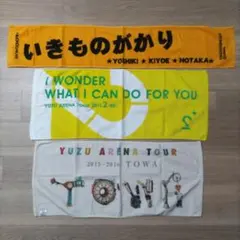 いきものがかり
★YOSHIKI ★KIYOE ★HOTAKA★
I WONDER
WHAT I CAN DO FOR YOU
YUZU ARENA TOUR
2015-2016 TOWA